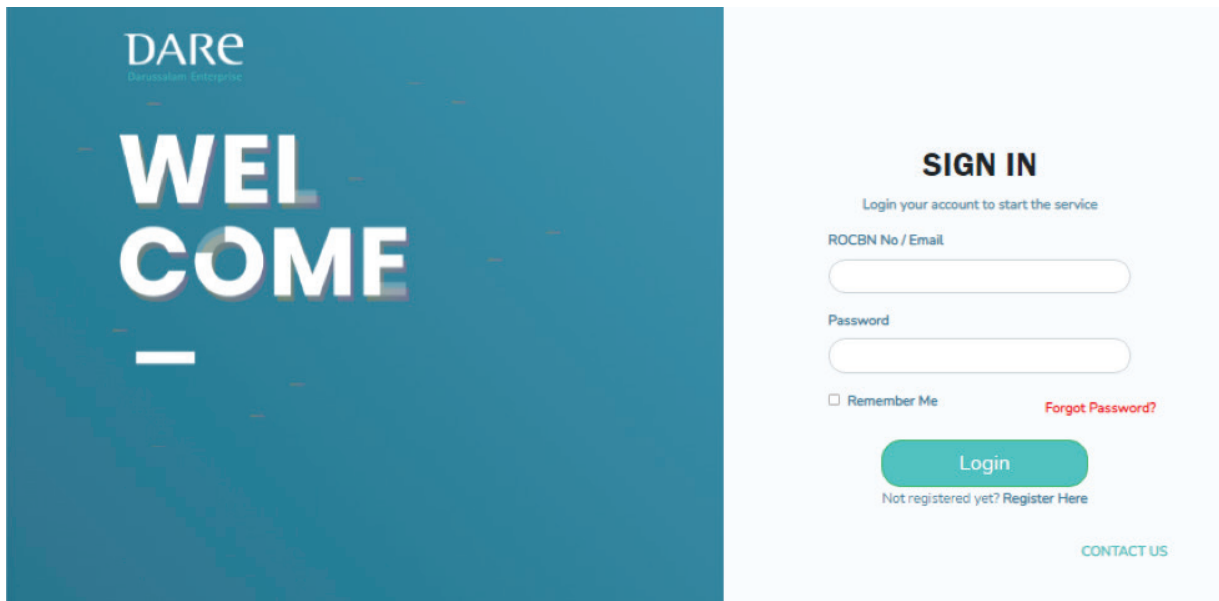 DARe
Darussalam Enterprise
WEL
COME
SIGN IN
Login your account to start the service
ROCBN No / Email
Password
Remember Me
Forgot Password?
Login
Not registered yet? Register Here
CONTACT US